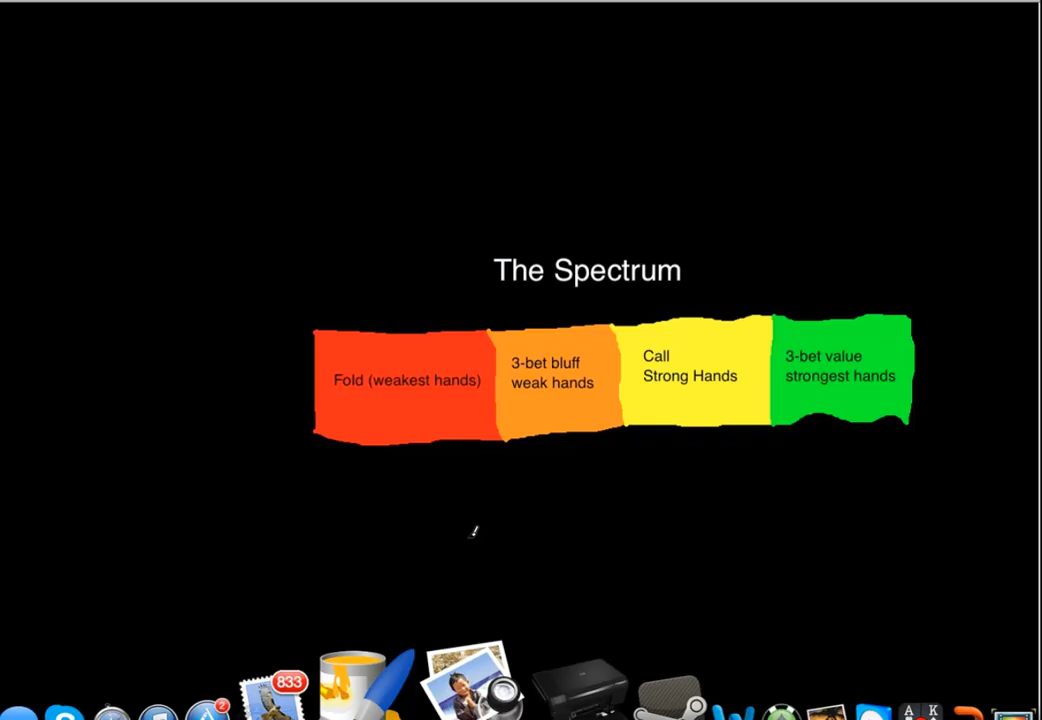 The Spectrum
Fold (weakest hands)
3-bet bluff
weak hands
Call
Strong Hands
3-bet value
strongest hands
833
2
A K